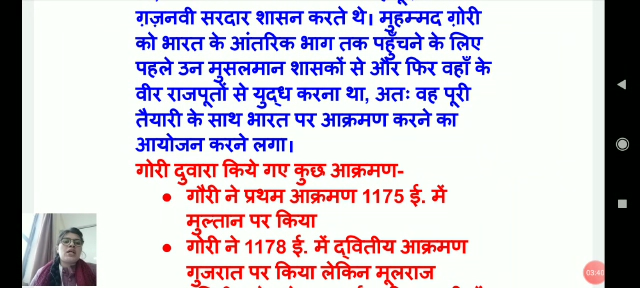 ग़ज़नवी सरदार शासन करते थे। मुहम्मद ग़ोरी
को भारत के आंतरिक भाग तक पहुँचने के लिए
पहले उन मुसलमान शासकों से और फिर वहाँ के
वीर राजपूतों से युद्ध करना था, अतः वह पूरी
तैयारी के साथ भारत पर आक्रमण करने का
आयोजन करने लगा।
गोरी दुवारा किये गए कुछ आक्रमण-
● गौरी ने प्रथम आक्रमण 1175 ई. में
मुल्तान पर किया
● गोरी ने 1178 ई. में द्वितीय आक्रमण
गुजरात पर किया लेकिन मूलराज
03:40